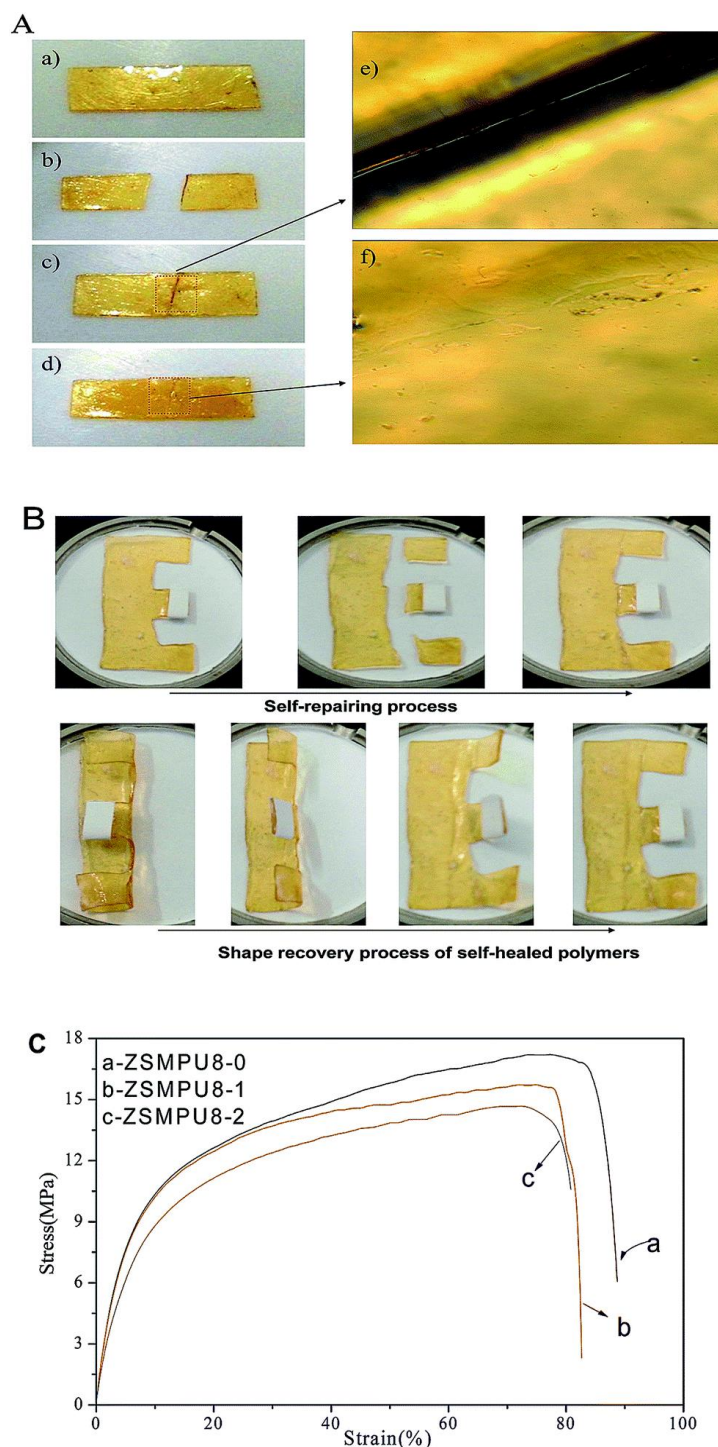 A
a)
b)
c)
d)
e)
f)
B
Self-repairing process
Shape recovery process of self-healed polymers
C
a-ZSMPU8-0
b-ZSMPU8-1
c-ZSMPU8-2
18
15
12
9
6
3
0
Stress(MPa)
c
a
b
0 20 40 60 80 100
Strain(%)